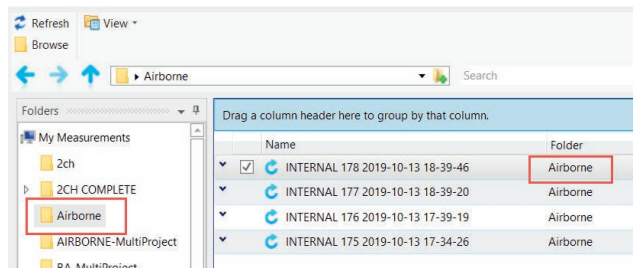 Refresh View
Browse
Airborne Search
Folders
Drag a column header here to group by that column.
My Measurements
Name Folder
2ch
INTERNAL 178 2019-10-13 18-39-46 Airborne
2CH COMPLETE
INTERNAL 177 2019-10-13 18-39-20 Airborne
Airborne
INTERNAL 176 2019-10-13 17-39-19 Airborne
AIRBORNE-MultiProject
INTERNAL 175 2019-10-13 17-34-26 Airborne
BA-MultiProject